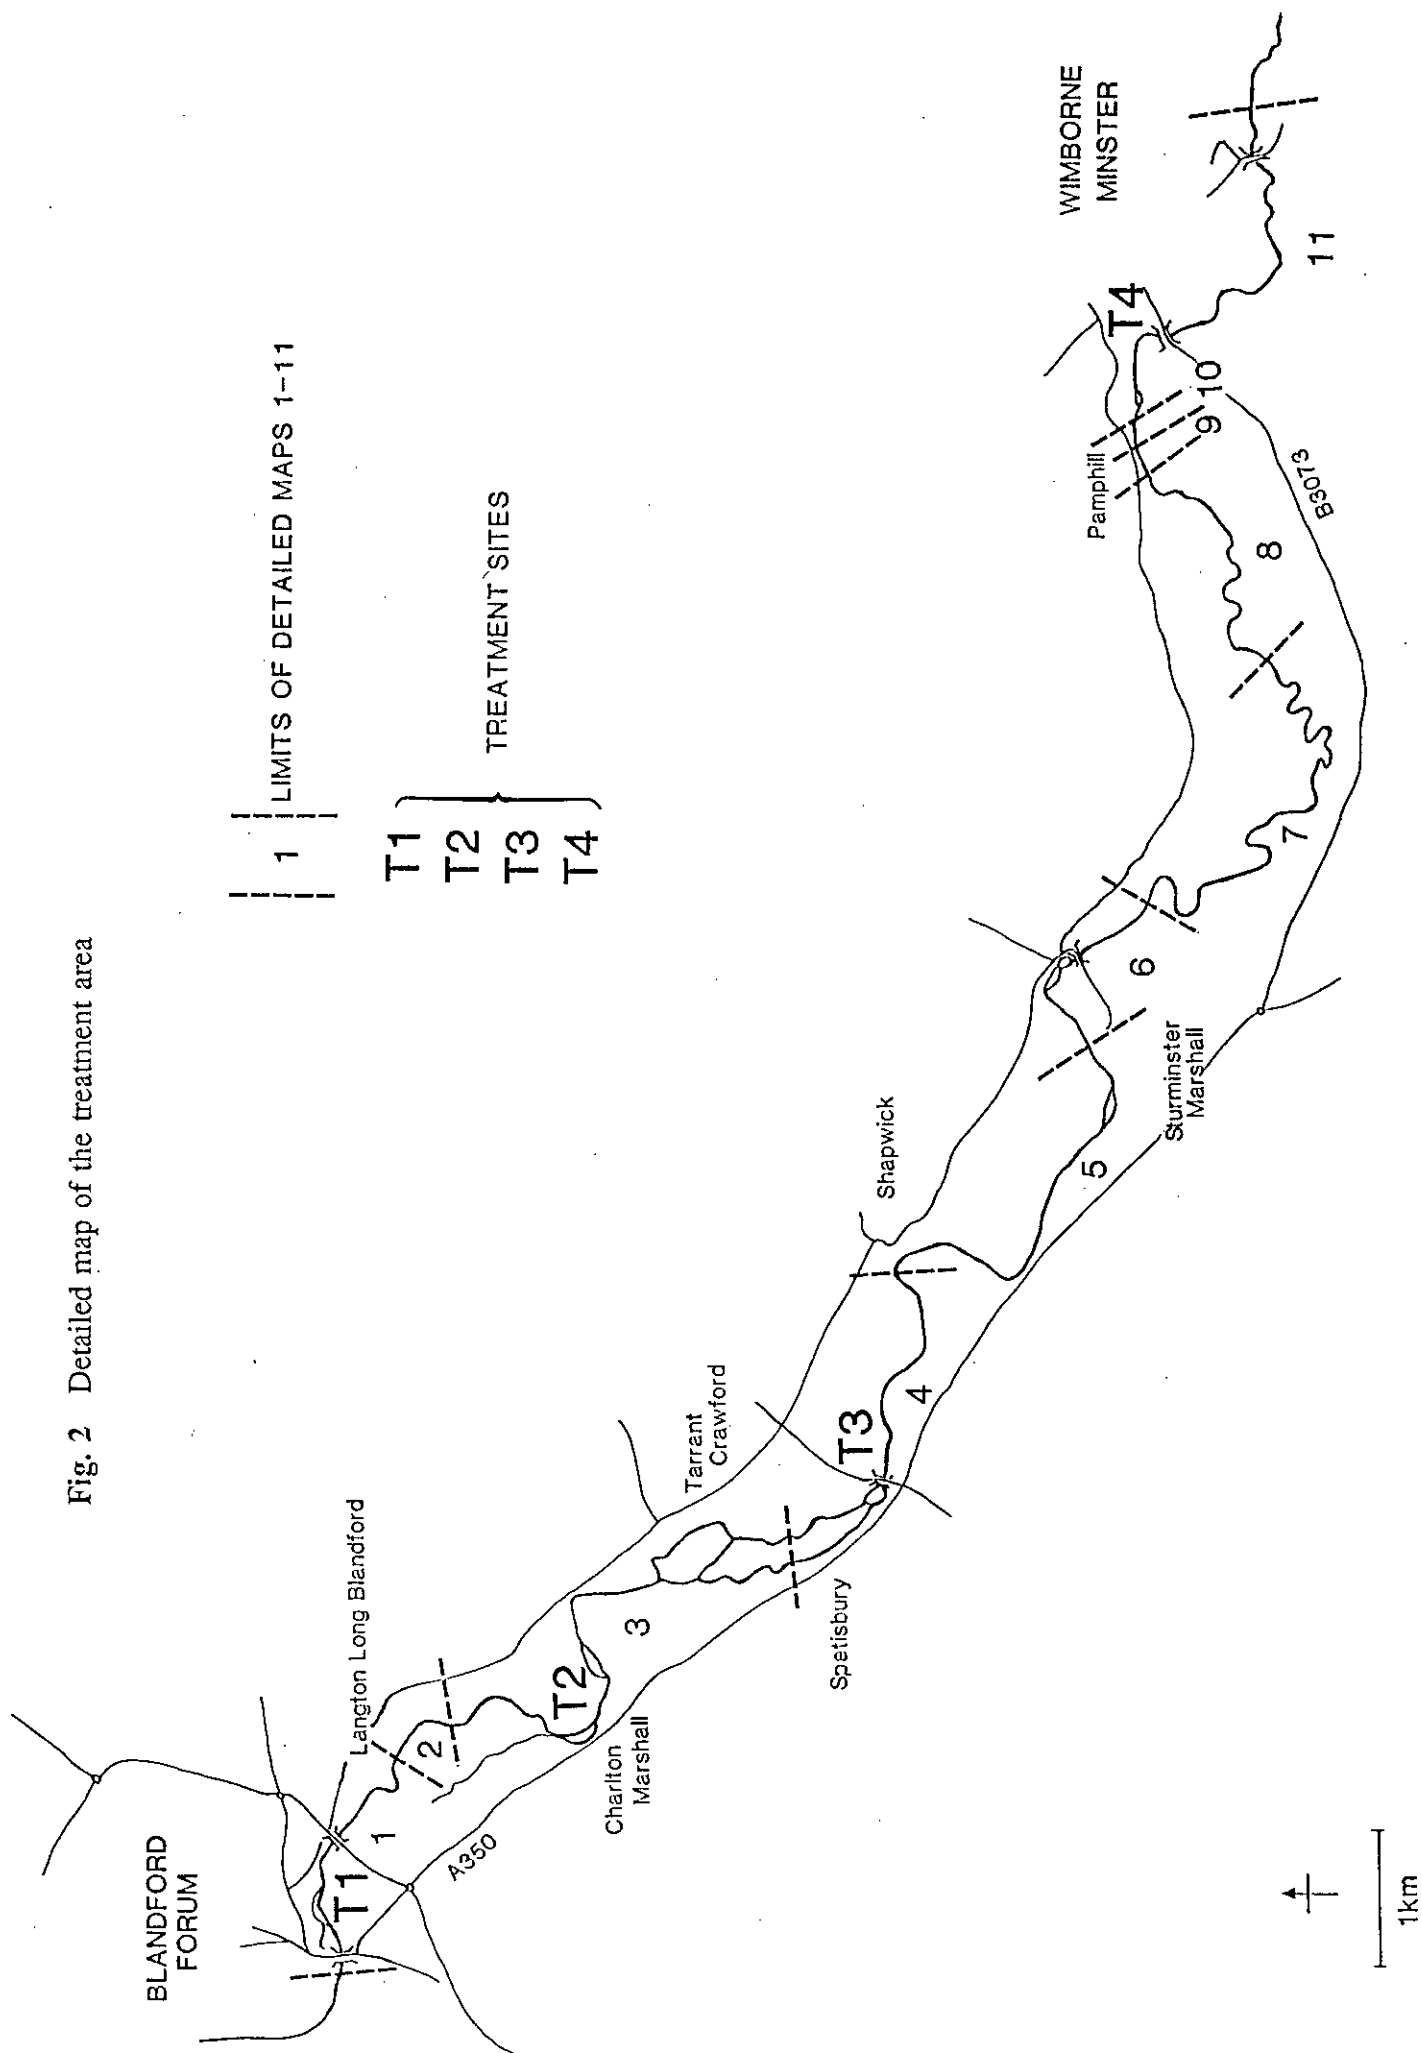 Fig. 2 Detailed map of the treatment area
1
LIMITS OF DETAILED MAPS 1-11
T1
T2
T3
T4
TREATMENT SITES
BLANDFORD
FORUM
T1
1
A350
Langton Long Blandford
2
T2
Charlton
Marshall
3
Tarrant
Crawford
Spetisbury
T3
4
Shapwick
5
Sturminster
Marshall
6
7
8
B3073
Pamphill
9
10
T4
11
WIMBORNE
MINSTER
1km